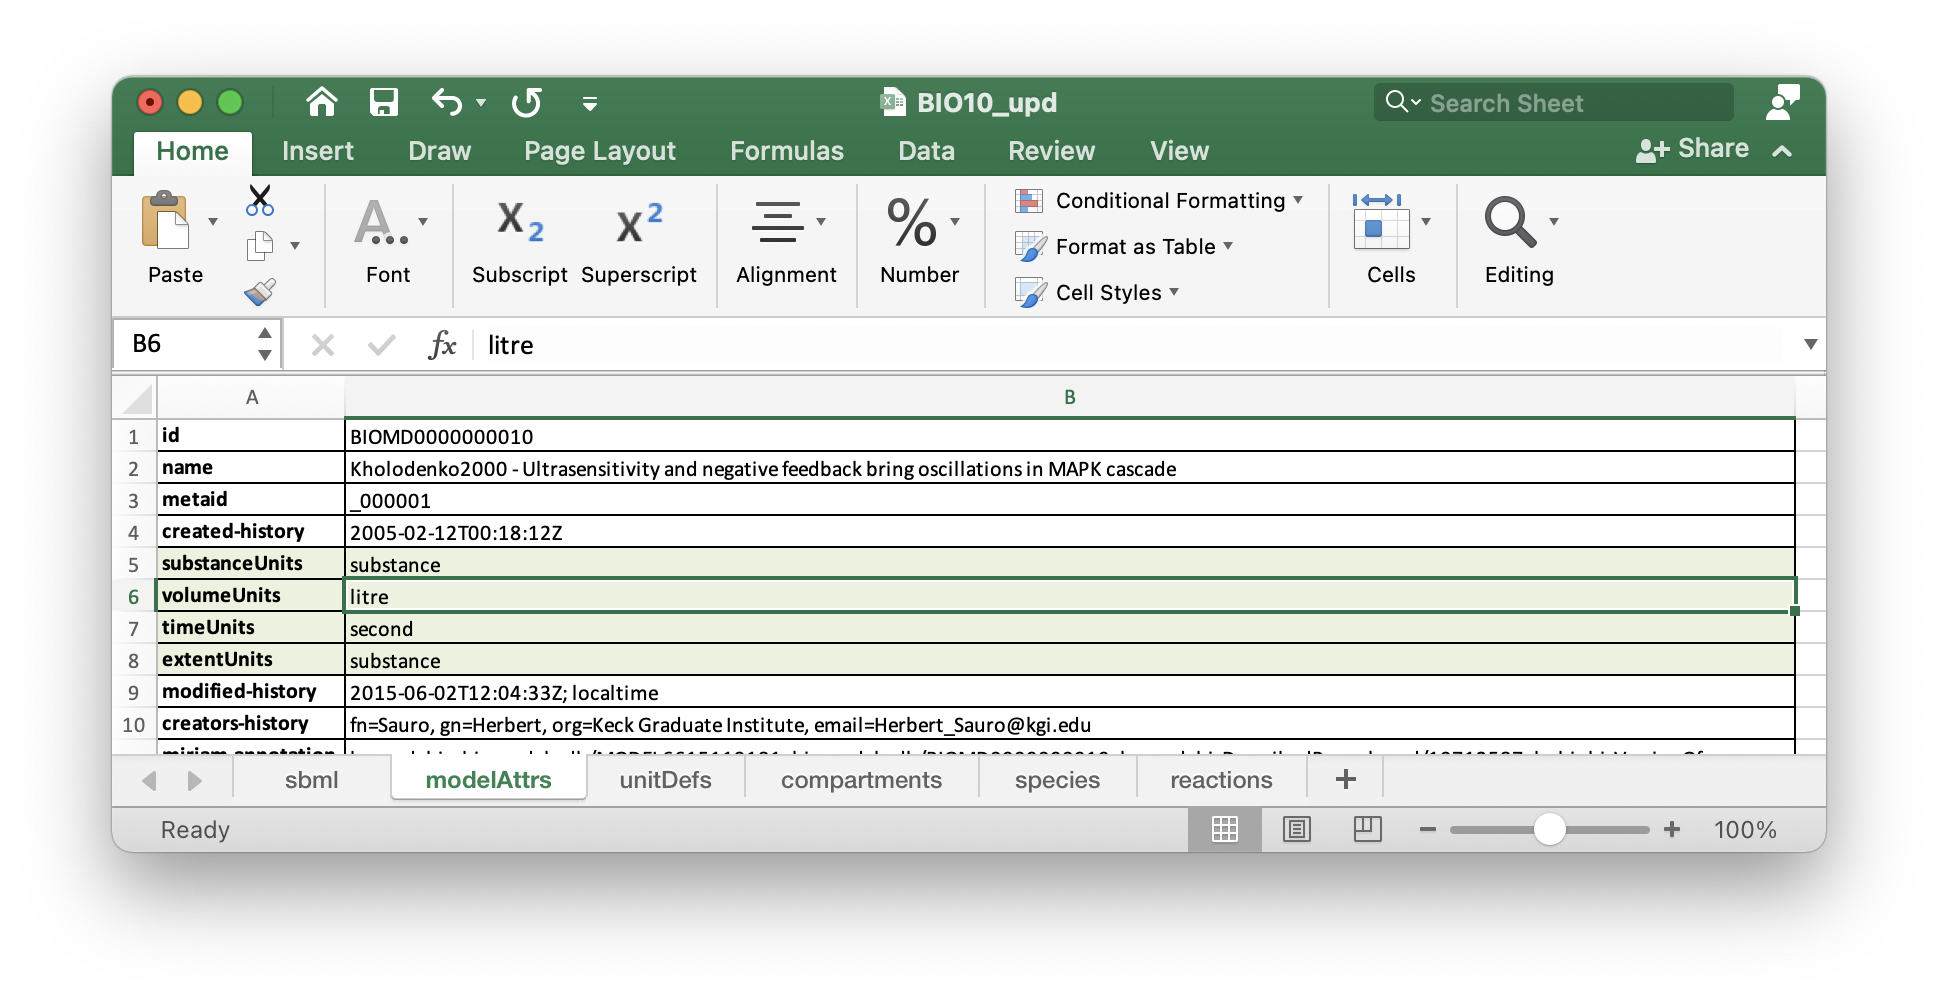 BIO10_upd
Search Sheet
Home Insert Draw Page Layout Formulas Data Review View Share
Conditional Formatting
Format as Table
Cell Styles
Paste Font Subscript Superscript Alignment Number Cells Editing
B6 fx litre
A B
1 id BIOMD0000000010
2 name Kholodenko2000 - Ultrasensitivity and negative feedback bring oscillations in MAPK cascade
3 metaid _000001
4 created-history 2005-02-12T00:18:12Z
5 substanceUnits substance
6 volumeUnits litre
7 timeUnits second
8 extentUnits substance
9 modified-history 2015-06-02T12:04:33Z; localtime
10 creators-history fn=Sauro, gn=Herbert, org=Keck Graduate Institute, email=Herbert_Sauro@kgi.edu
sbml modelAttrs unitDefs compartments species reactions +
Ready 100%